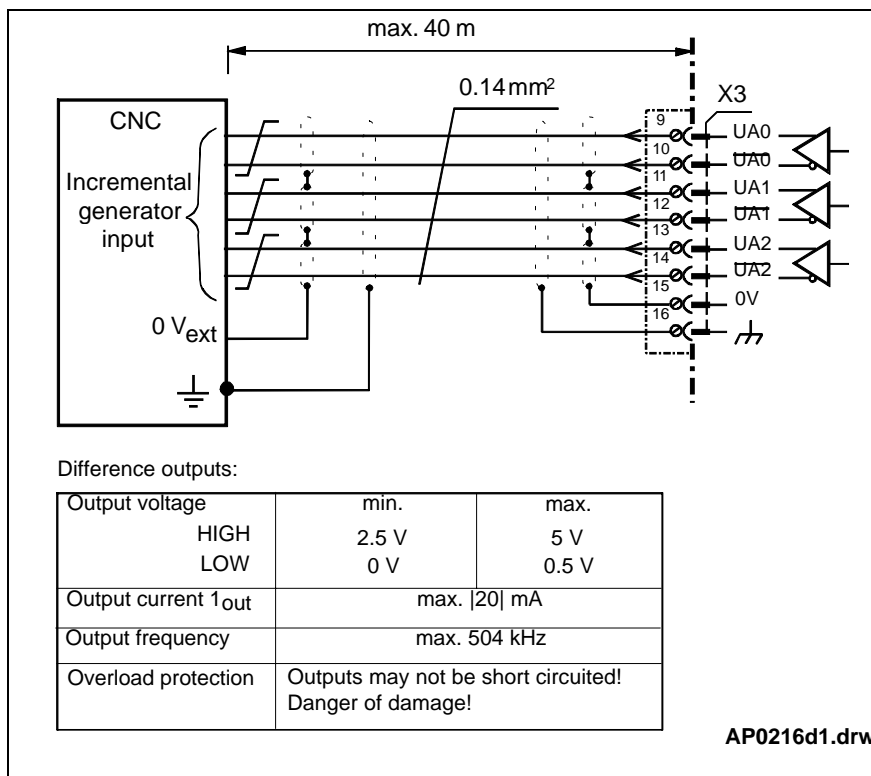 max. 40 m
0.14mm²
X3
CNC
Incremental
generator
input
0 Vext
9
10
11
12
13
14
15
16
UA0
UA0
UA1
UA1
UA2
UA2
0V
Difference outputs:
Output voltage min. max.
HIGH 2.5 V 5 V
LOW 0 V 0.5 V
Output current 1out max. |20| mA
Output frequency max. 504 kHz
Overload protection Outputs may not be short circuited!
Danger of damage!
AP0216d1.drw